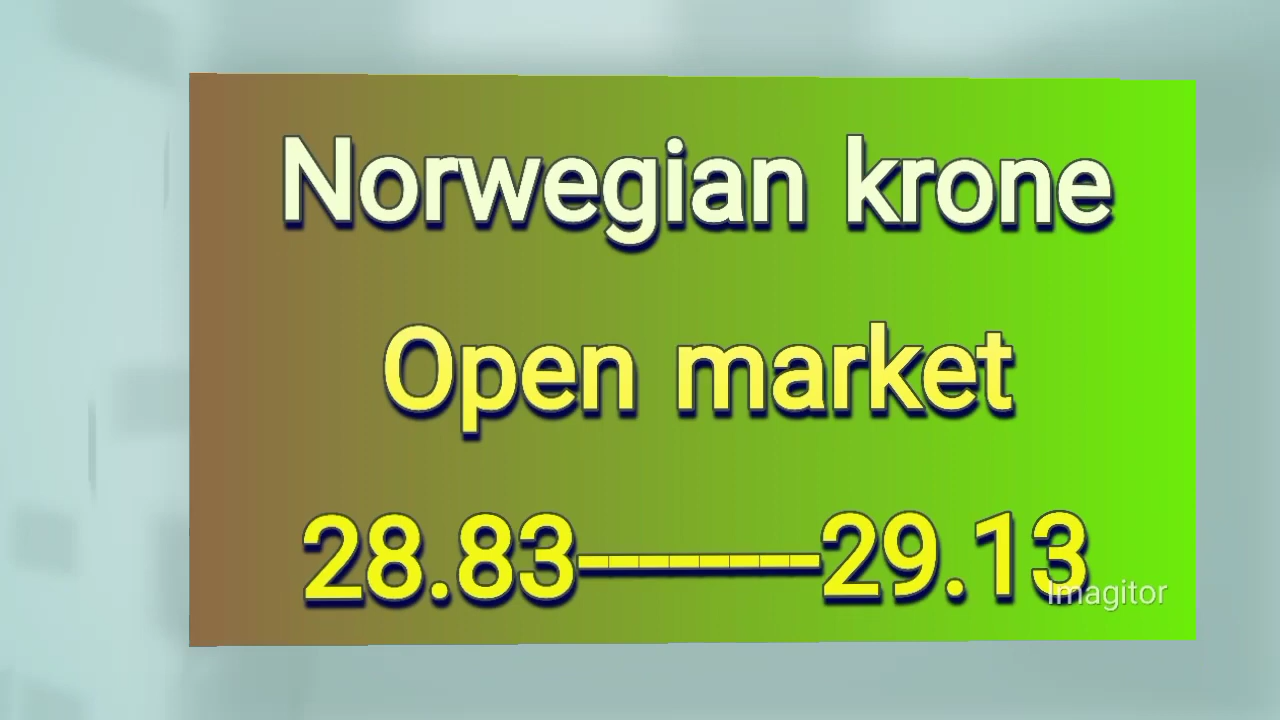 Norwegian krone
Open market
28.83————————29.13
Imagitor